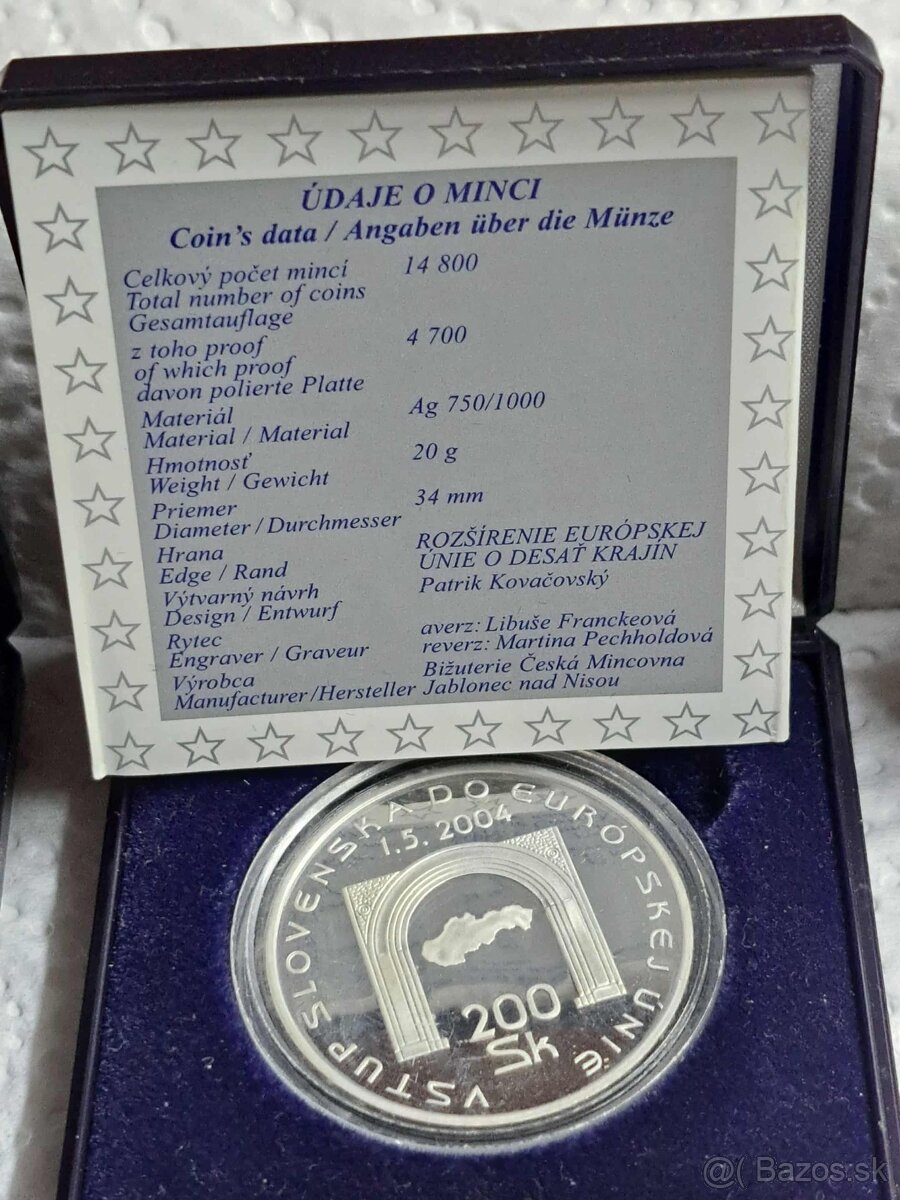 ÚDAJE O MINCI
Coin's data / Angaben über die Münze
Celkový počet mincí 14 800
Total number of coins
Gesamtauflage
z toho proof 4 700
of which proof
davon polierte Platte
Materiál Ag 750/1000
Material / Material
Hmotnosť 20 g
Weight / Gewicht
Priemer 34 mm
Diameter / Durchmesser
Hrana ROZŠÍRENIE EURÓPSKEJ
Edge / Rand ÚNIE O DESAŤ KRAJÍN
Výtvarný návrh Patrik Kovačovský
Design / Entwurf
Rytec averz: Libuše Franckeová
Engraver / Graveur reverz: Martina Pechholdová
Výrobca Bižuterie Česká Mincovna
Manufacturer/Hersteller Jablonec nad Nisou
VSTUP SLOVENSKA DO EURÓPSKEJ ÚNIE
1.5. 2004
200
Sk
@( Bazos.sk